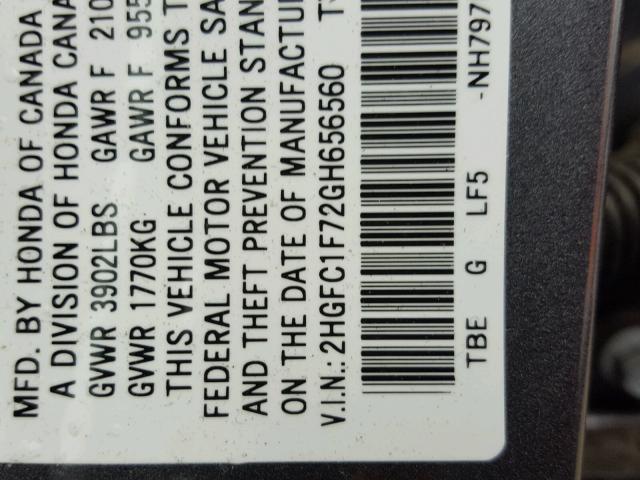 MFD. BY HONDA OF CANADA
A DIVISION OF HONDA CANA
GVWR 3902LBS GAWR F 210
GVWR 1770KG GAWR F 955
THIS VEHICLE CONFORMS T
FEDERAL MOTOR VEHICLE SA
AND THEFT PREVENTION STAN
ON THE DATE OF MANUFACTU
V.I.N.: 2HGFC1F72GH656560 T
TBE G LF5 -NH797